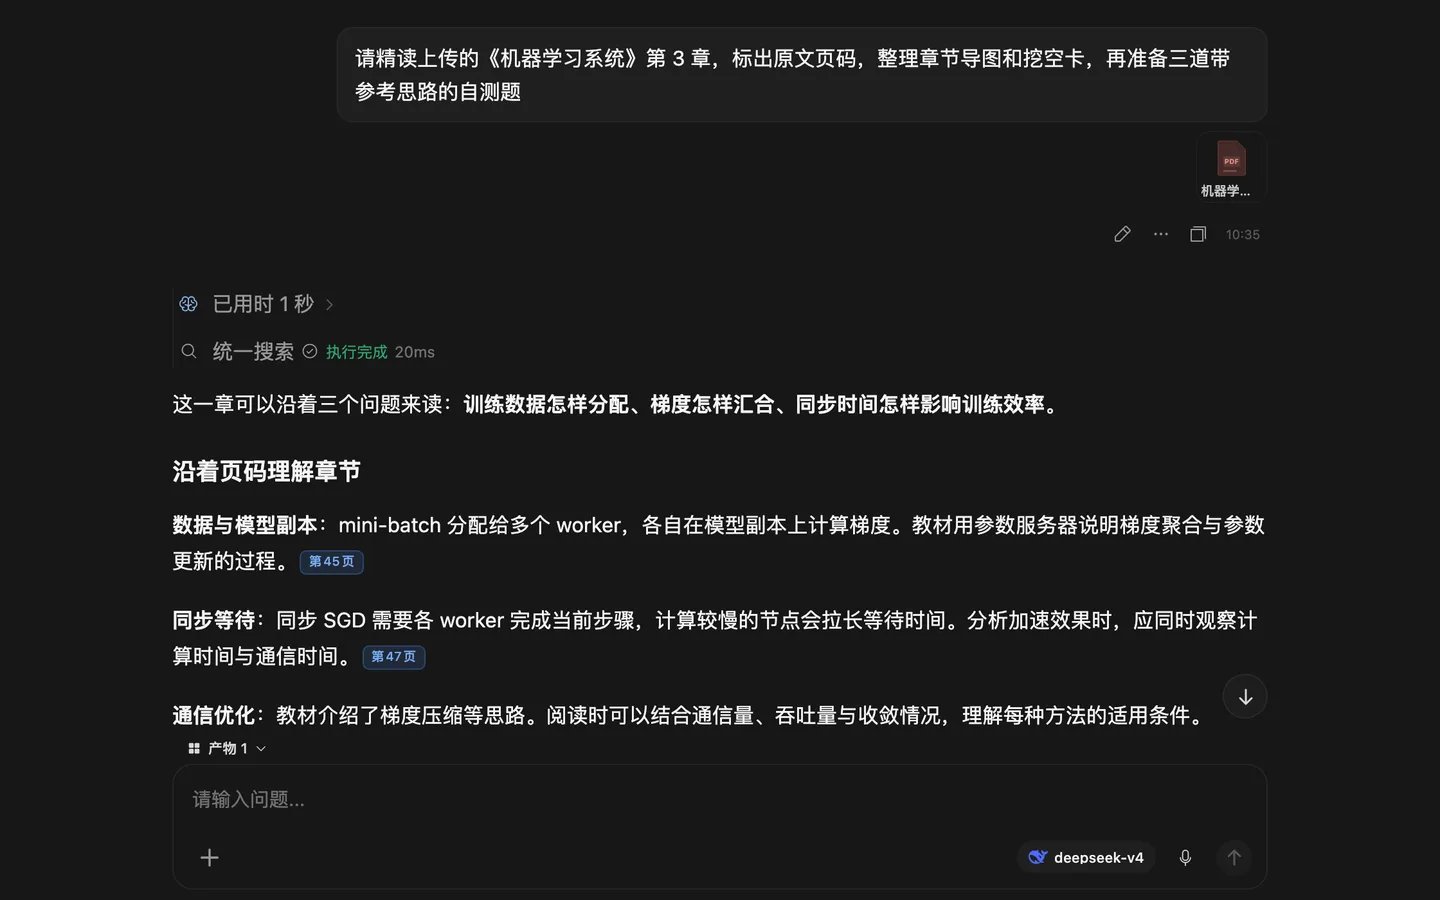 请精读上传的《机器学习系统》第 3 章，标出原文页码，整理章节导图和挖空卡，再准备三道带
参考思路的自测题
PDF
机器学...
10:35
已用时 1 秒
统一搜索 执行完成 20ms
这一章可以沿着三个问题来读：训练数据怎样分配、梯度怎样汇合、同步时间怎样影响训练效率。
沿着页码理解章节
数据与模型副本：mini-batch 分配给多个 worker，各自在模型副本上计算梯度。教材用参数服务器说明梯度聚合与参数
更新的过程。 第45页
同步等待：同步 SGD 需要各 worker 完成当前步骤，计算较慢的节点会拉长等待时间。分析加速效果时，应同时观察计
算时间与通信时间。 第47页
通信优化：教材介绍了梯度压缩等思路。阅读时可以结合通信量、吞吐量与收敛情况，理解每种方法的适用条件。
产物 1
请输入问题...
deepseek-v4